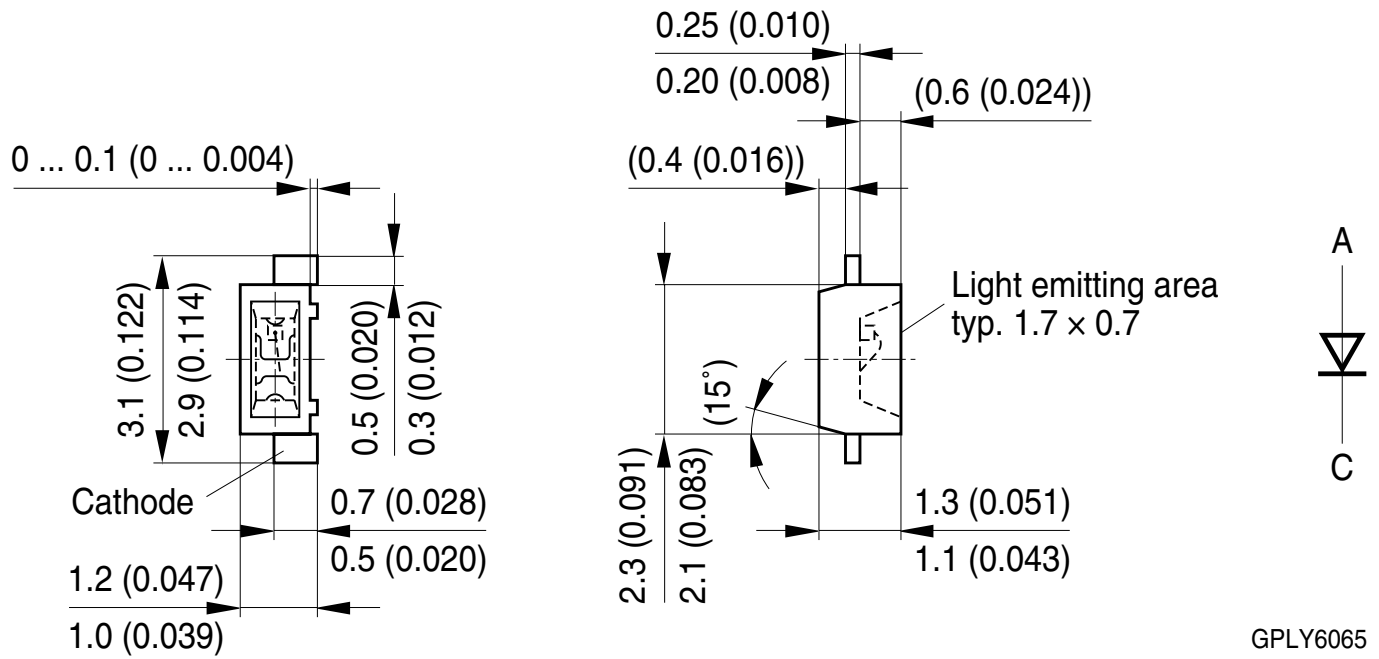 0.25 (0.010)
0.20 (0.008)
(0.6 (0.024))
0 ... 0.1 (0 ... 0.004)
(0.4 (0.016))
A
3.1 (0.122)
2.9 (0.114)
0.5 (0.020)
0.3 (0.012)
Light emitting area
typ. 1.7 × 0.7
(15˚)
C
Cathode
0.7 (0.028)
0.5 (0.020)
2.3 (0.091)
2.1 (0.083)
1.3 (0.051)
1.1 (0.043)
1.2 (0.047)
1.0 (0.039)
GPLY6065